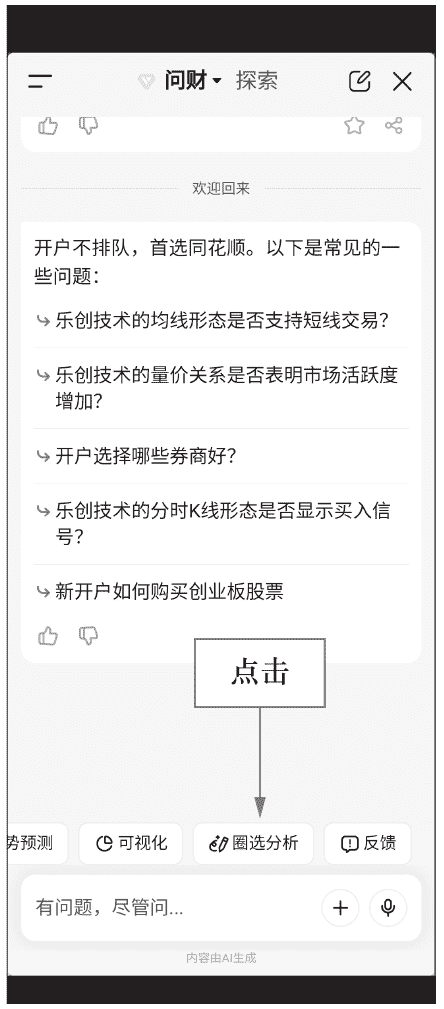 问财 探索
欢迎回来
开户不排队，首选同花顺。以下是常见的一
些问题：
乐创技术的均线形态是否支持短线交易？
乐创技术的量价关系是否表明市场活跃度
增加？
开户选择哪些券商好？
乐创技术的分时K线形态是否显示买入信
号？
新开户如何购买创业板股票
点击
势预测 可视化 圈选分析 反馈
有问题，尽管问...
内容由AI生成